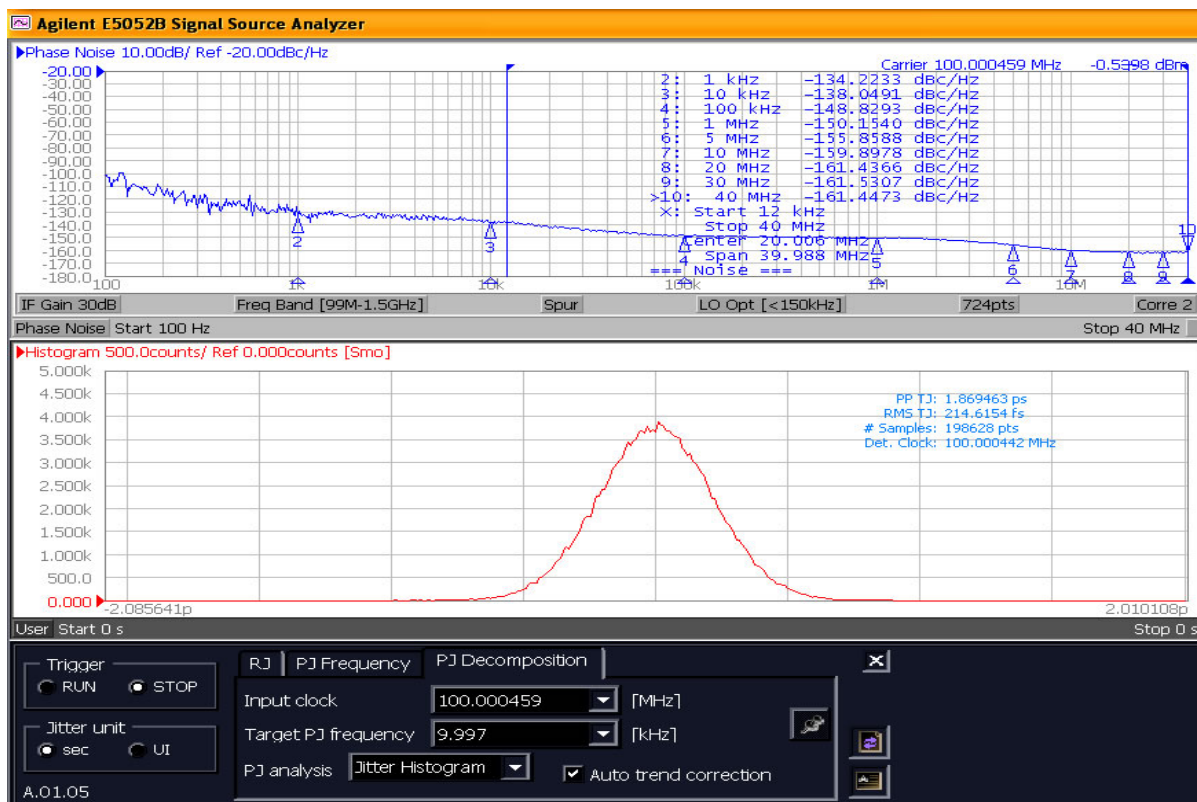 Agilent E5052B Signal Source Analyzer
Phase Noise 10.00dB/ Ref -20.00dBc/Hz
Carrier 100.000459 MHz -0.5398 dBm
-20.00
-30.00
-40.00
-50.00
-60.00
-70.00
-80.00
-90.00
-100.0
-110.0
-120.0
-130.0
-140.0
-150.0
-160.0
-170.0
-180.0
2: 1 kHz -134.2233 dBc/Hz
3: 10 kHz -138.0491 dBc/Hz
4: 100 kHz -148.8293 dBc/Hz
5: 1 MHz -150.1540 dBc/Hz
6: 5 MHz -155.8588 dBc/Hz
7: 10 MHz -159.8978 dBc/Hz
8: 20 MHz -161.4366 dBc/Hz
9: 30 MHz -161.5307 dBc/Hz
>10: 40 MHz -161.4473 dBc/Hz
X: Start 12 kHz
Stop 40 MHz
Center 20.006 MHz
Span 39.988 MHz
=== Noise ===
2 3 4 5 6 7 8 9 10
100 1k 10k 100k 1M 10M
IF Gain 30dB Freq Band [99M-1.5GHz] Spur LO Opt [<150kHz] 724pts Corre 2
Phase Noise Start 100 Hz Stop 40 MHz
Histogram 500.0counts/ Ref 0.000counts [Smo]
5.000k
4.500k
4.000k
3.500k
3.000k
2.500k
2.000k
1.500k
1.000k
500.0
0.000
PP TJ: 1.869463 ps
RMS TJ: 214.6154 fs
# Samples: 198628 pts
Det. Clock: 100.000442 MHz
-2.085641p 2.010108p
User Start 0 s Stop 0 s
Trigger
RUN STOP
Jitter unit
sec UI
A.01.05
RJ PJ Frequency PJ Decomposition
Input clock 100.000459 [MHz]
Target PJ frequency 9.997 [kHz]
PJ analysis Jitter Histogram Auto trend correction